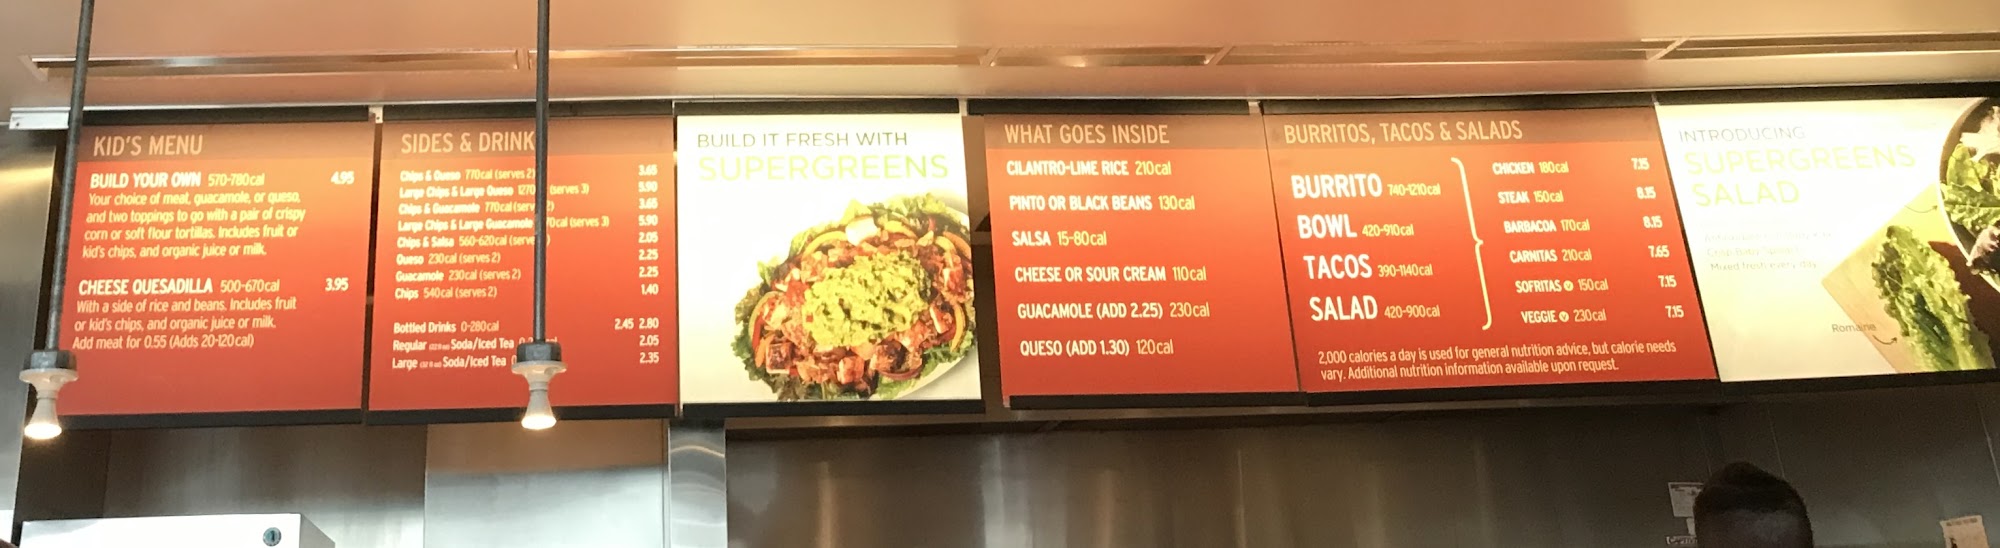 KID'S MENU
BUILD YOUR OWN 570-780cal 4.95
Your choice of meat, guacamole, or queso,
and two toppings to go with a pair of crispy
corn or soft flour tortillas. Includes fruit or
kid's chips, and organic juice or milk.
CHEESE QUESADILLA 500-670cal 3.95
With a side of rice and beans. Includes fruit
or kid's chips, and organic juice or milk.
Add meat for 0.55 (Adds 20-120cal)
SIDES & DRINK
Chips & Queso 770cal (serves 2) 3.65
Large Chips & Large Queso 1270 (serves 3) 5.90
Chips & Guacamole 770cal 2) 3.65
Large Chips & Large Guacamole (serves 3) 5.90
Chips & Salsa 560-620cal 2.05
Queso 230cal (serves 2) 2.25
Guacamole 230cal (serves 2) 2.25
Chips 540cal (serves 2) 1.40
Bottled Drinks 0-280cal 2.45 2.80
Regular Soda/Iced Tea 2.05
Large Soda/Iced Tea 2.35
BUILD IT FRESH WITH
SUPERGREENS
WHAT GOES INSIDE
CILANTRO-LIME RICE 210cal
PINTO OR BLACK BEANS 130cal
SALSA 15-80cal
CHEESE OR SOUR CREAM 110cal
GUACAMOLE (ADD 2.25) 230cal
QUESO (ADD 1.30) 120cal
BURRITOS, TACOS & SALADS
BURRITO 740-1210cal
BOWL 420-910cal
TACOS 390-1140cal
SALAD 420-900cal
CHICKEN 180cal 7.15
STEAK 150cal 8.15
BARBACOA 170cal 8.15
CARNITAS 210cal 7.65
SOFRITAS 150cal 7.15
VEGGIE 230cal 7.15
2,000 calories a day is used for general nutrition advice, but calorie needs
vary. Additional nutrition information available upon request.
INTRODUCING
SUPERGREENS
SALAD
Mixed fresh every day.
Romaine